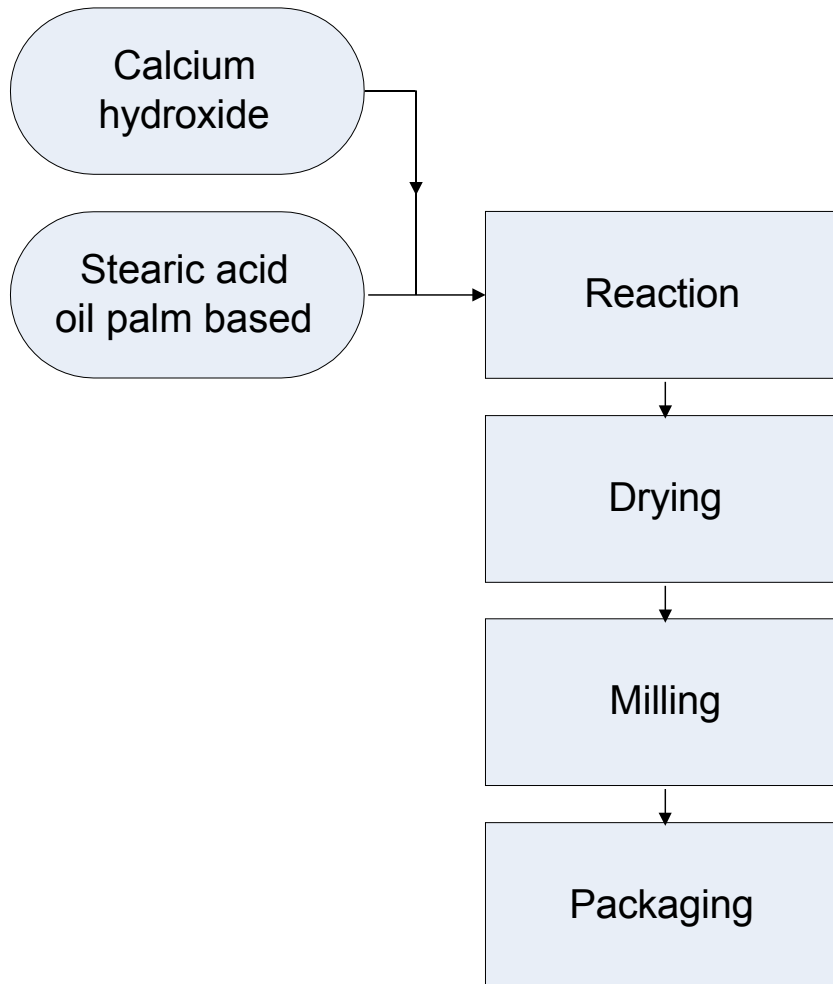 Calcium
hydroxide
Stearic acid
oil palm based
Reaction
Drying
Milling
Packaging